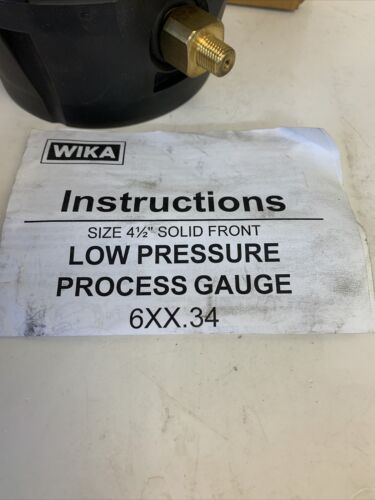 WIKA
Instructions
SIZE 4½" SOLID FRONT
LOW PRESSURE
PROCESS GAUGE
6XX.34